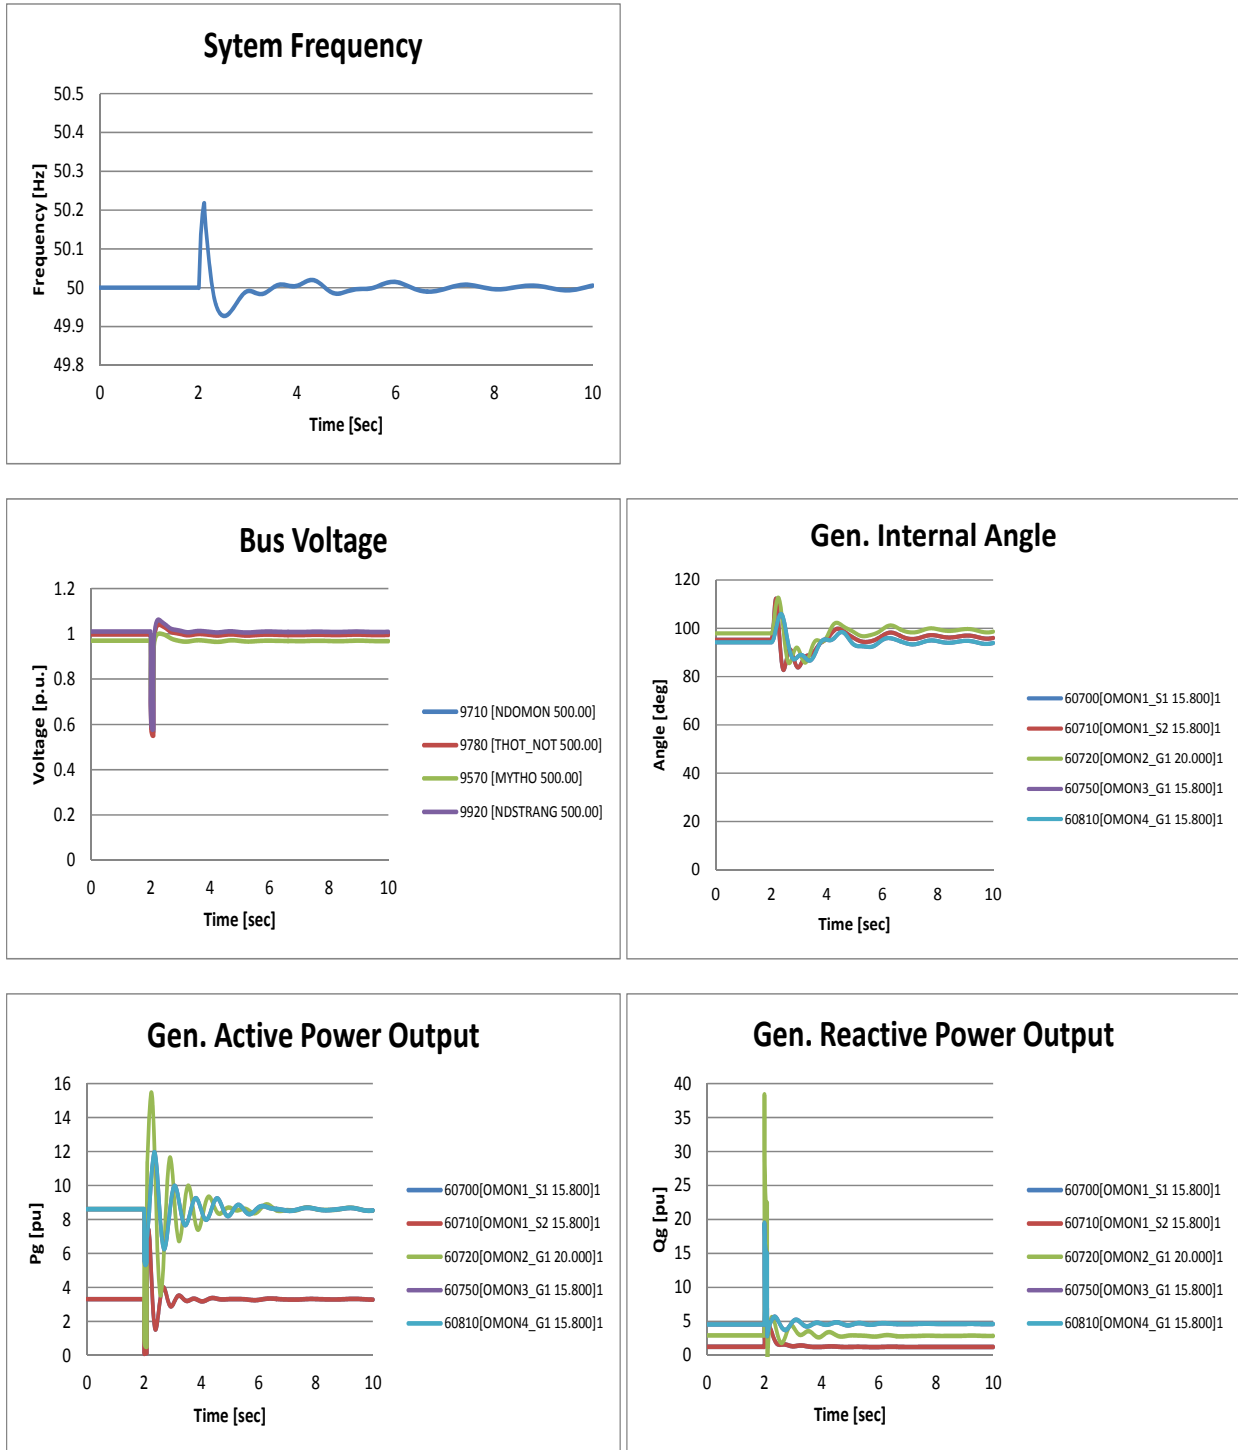 Sytem Frequency
50.5
50.4
50.3
50.2
50.1
50
49.9
49.8
Frequency [Hz]
0 2 4 6 8 10
Time [Sec]
Bus Voltage
1.2
1
0.8
0.6
0.4
0.2
0
Voltage [p.u.]
0 2 4 6 8 10
Time [sec]
9710 [NDOMON 500.00]
9780 [THOT_NOT 500.00]
9570 [MYTHO 500.00]
9920 [NDSTRANG 500.00]
Gen. Internal Angle
120
100
80
60
40
20
0
Angle [deg]
0 2 4 6 8 10
Time [sec]
60700[OMON1_S1 15.800]1
60710[OMON1_S2 15.800]1
60720[OMON2_G1 20.000]1
60750[OMON3_G1 15.800]1
60810[OMON4_G1 15.800]1
Gen. Active Power Output
16
14
12
10
8
6
4
2
0
Pg [pu]
0 2 4 6 8 10
Time [sec]
60700[OMON1_S1 15.800]1
60710[OMON1_S2 15.800]1
60720[OMON2_G1 20.000]1
60750[OMON3_G1 15.800]1
60810[OMON4_G1 15.800]1
Gen. Reactive Power Output
40
35
30
25
20
15
10
5
0
Qg [pu]
0 2 4 6 8 10
Time [sec]
60700[OMON1_S1 15.800]1
60710[OMON1_S2 15.800]1
60720[OMON2_G1 20.000]1
60750[OMON3_G1 15.800]1
60810[OMON4_G1 15.800]1